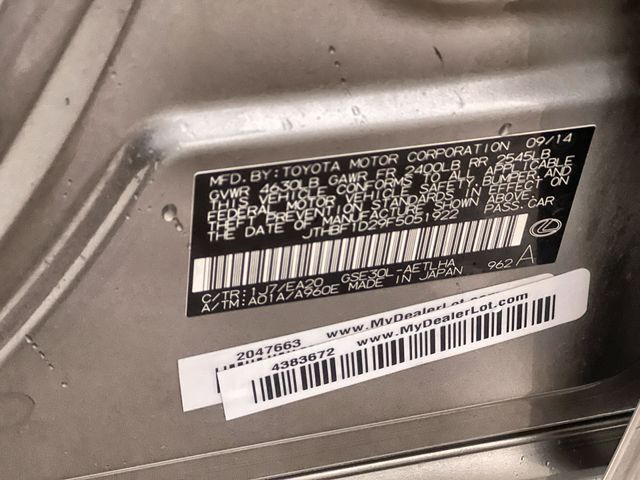 MFD. BY: TOYOTA MOTOR CORPORATION 09/14
GVWR 4630LB GAWR FR 2400LB RR 2545LB
THIS VEHICLE CONFORMS TO ALL APPLICABLE
FEDERAL MOTOR VEHICLE SAFETY, BUMPER, AND
THEFT PREVENTION STANDARDS IN EFFECT ON
THE DATE OF MANUFACTURE SHOWN ABOVE.
JTHBF1D29F5051922 PASS.CAR
C/TR: 1J7/EA20 GSE30L-AETLHA 962 A
A/TM: A01A/A960E MADE IN JAPAN
2047663 www.MyDealerLot.com
4383672 www.MyDealerLot.com